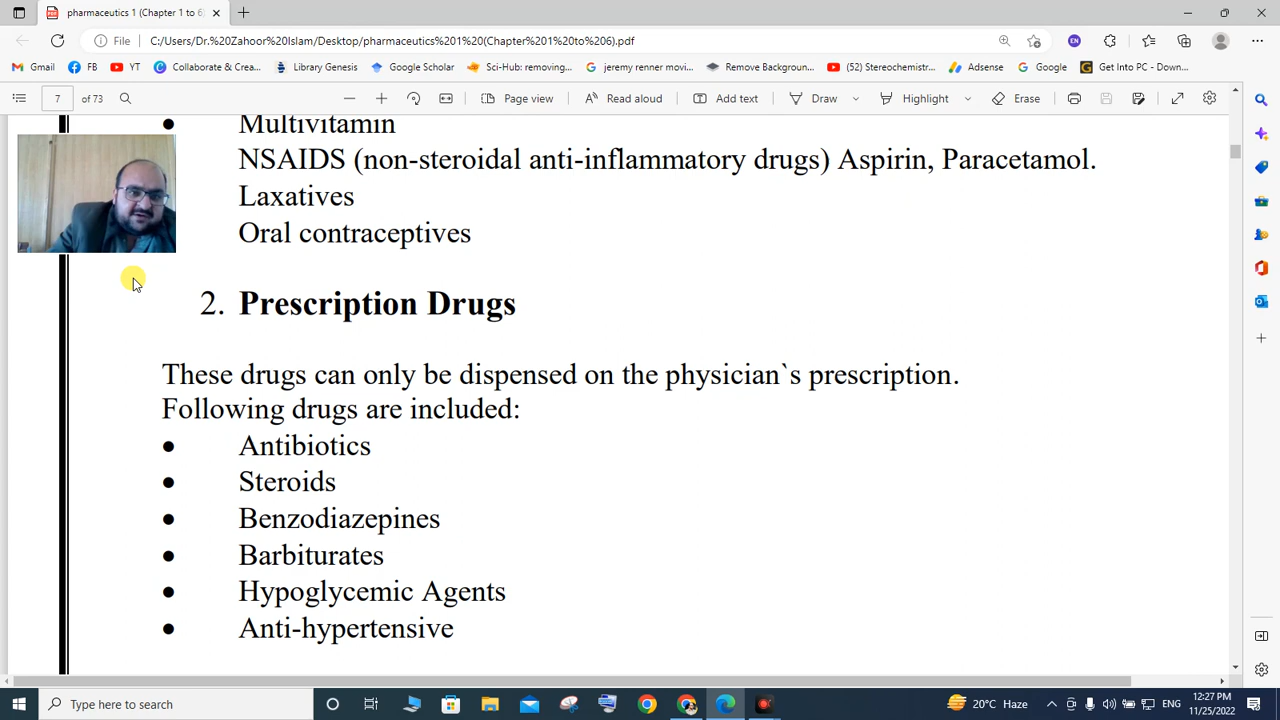 pharmaceutics 1 (Chapter 1 to 6)
File C:/Users/Dr.%20Zahoor%20Islam/Desktop/pharmaceutics%201%20(Chapter%201%20to%206).pdf
Gmail FB YT Collaborate & Crea... Library Genesis Google Scholar Sci-Hub: removing... jeremy renner movi... Remove Background... (52) Stereochemistr... Adsense Google Get Into PC - Down...
7 of 73 Page view Read aloud Add text Draw Highlight Erase
• Multivitamin
NSAIDS (non-steroidal anti-inflammatory drugs) Aspirin, Paracetamol.
Laxatives
Oral contraceptives
2. Prescription Drugs
These drugs can only be dispensed on the physician`s prescription.
Following drugs are included:
• Antibiotics
• Steroids
• Benzodiazepines
• Barbiturates
• Hypoglycemic Agents
• Anti-hypertensive
Type here to search
20°C Haze
ENG
12:27 PM
11/25/2022